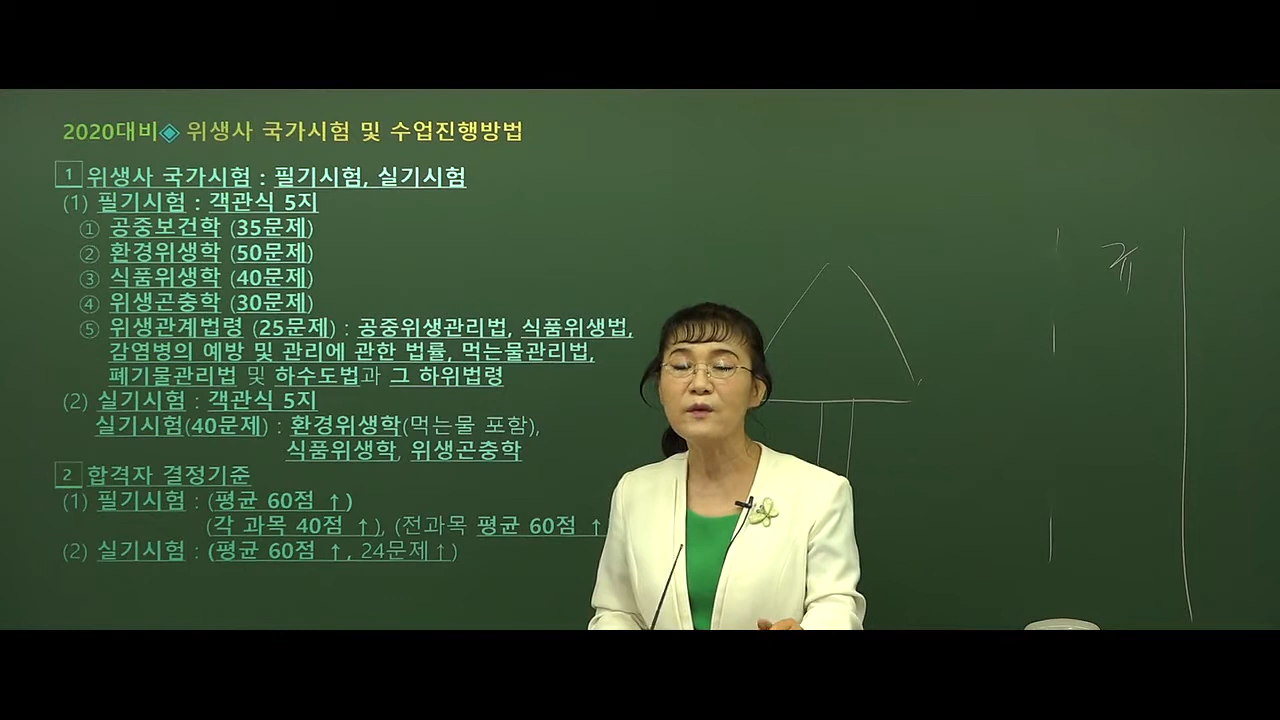 2020대비◈ 위생사 국가시험 및 수업진행방법
1 위생사 국가시험 : 필기시험, 실기시험
(1) 필기시험 : 객관식 5지
① 공중보건학 (35문제)
② 환경위생학 (50문제)
③ 식품위생학 (40문제)
④ 위생곤충학 (30문제)
⑤ 위생관계법령 (25문제) : 공중위생관리법, 식품위생법,
감염병의 예방 및 관리에 관한 법률, 먹는물관리법,
폐기물관리법 및 하수도법과 그 하위법령
(2) 실기시험 : 객관식 5지
실기시험(40문제) : 환경위생학(먹는물 포함),
식품위생학, 위생곤충학
2 합격자 결정기준
(1) 필기시험 : (평균 60점 ↑)
(각 과목 40점 ↑), (전과목 평균 60점 ↑
(2) 실기시험 : (평균 60점 ↑, 24문제↑)